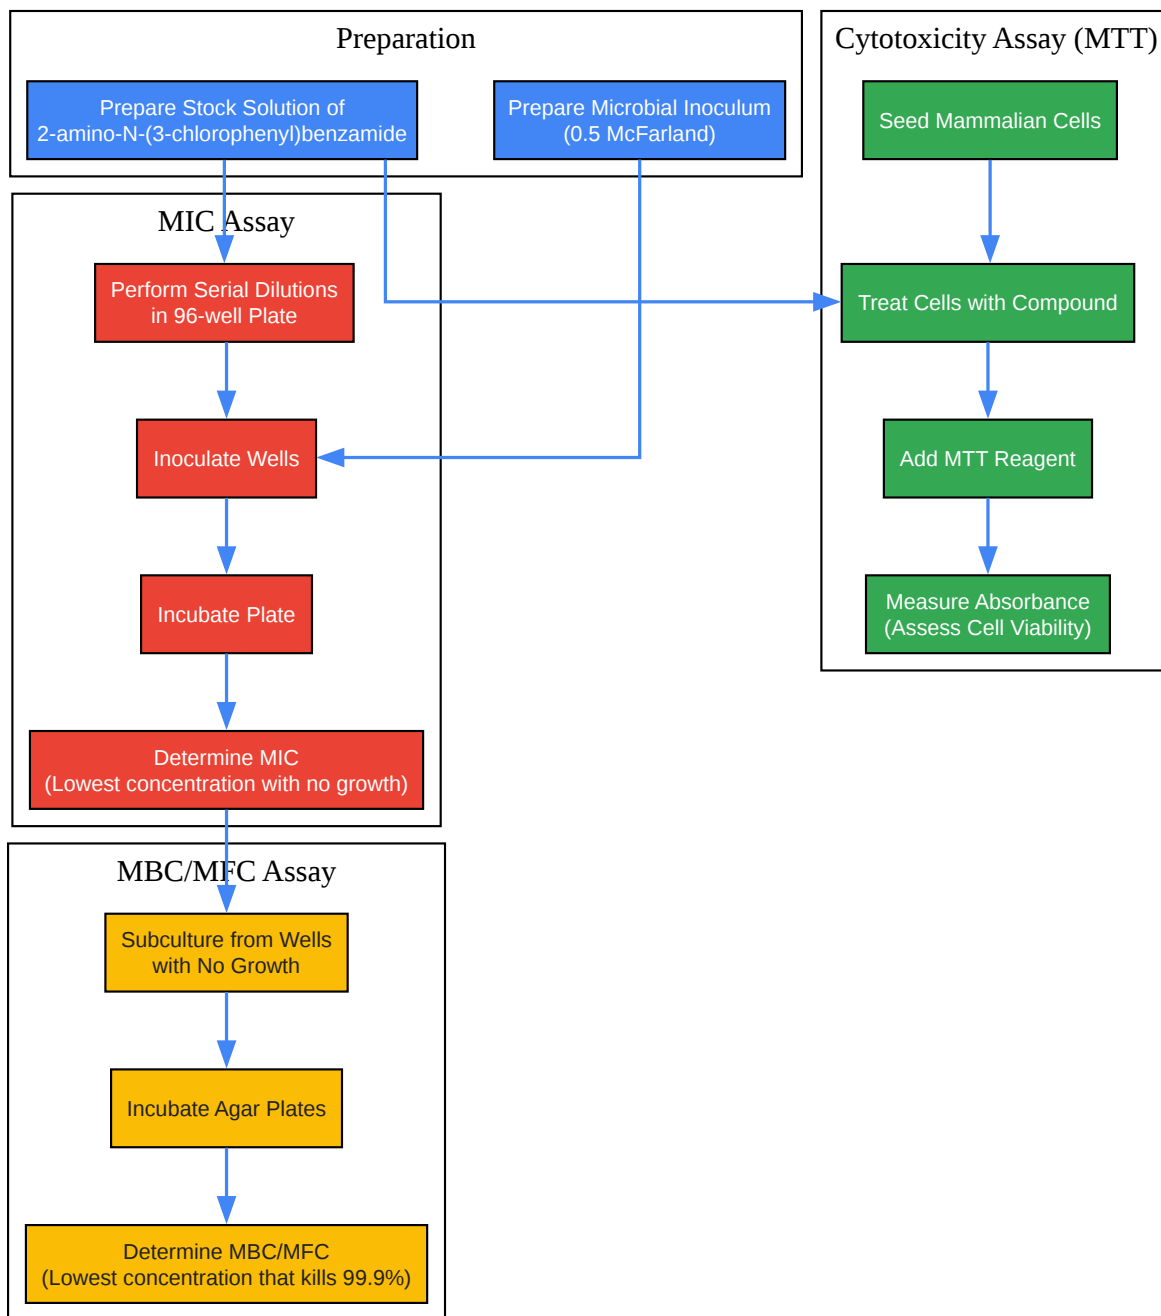 Preparation
Prepare Stock Solution of
2-amino-N-(3-chlorophenyl)benzamide
Prepare Microbial Inoculum
(0.5 McFarland)
MIC Assay
Perform Serial Dilutions
in 96-well Plate
Inoculate Wells
Incubate Plate
Determine MIC
(Lowest concentration with no growth)
MBC/MFC Assay
Subculture from Wells
with No Growth
Incubate Agar Plates
Determine MBC/MFC
(Lowest concentration that kills 99.9%)
Cytotoxicity Assay (MTT)
Seed Mammalian Cells
Treat Cells with Compound
Add MTT Reagent
Measure Absorbance
(Assess Cell Viability)